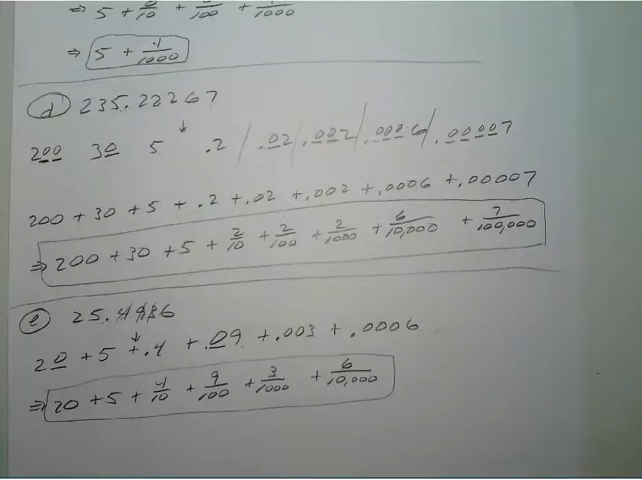 ⇒ 5 + 0/10 + 0/100 + 4/1000
⇒ 5 + 4/1000
d) 235.22267
↓
200 30 5 .2 / .02 / .002 / .0006 / .00007
200 + 30 + 5 + .2 + .02 + .002 + .0006 + .00007
⇒ 200 + 30 + 5 + 2/10 + 2/100 + 2/1000 + 6/10,000 + 7/100,000
e) 25.4936
↓
20 + 5 + .4 + .09 + .003 + .0006
⇒ 20 + 5 + 4/10 + 9/100 + 3/1000 + 6/10,000